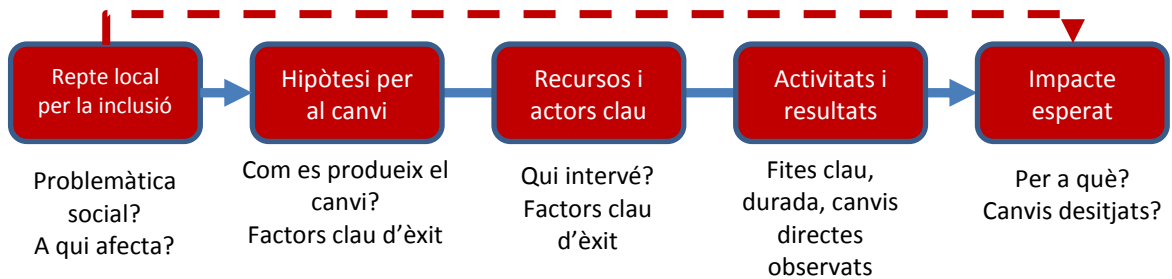 Repte local
per la inclusió
Hipòtesi per
al canvi
Recursos i
actors clau
Activitats i
resultats
Impacte
esperat
Problemàtica
social?
A qui afecta?
Com es produeix el
canvi?
Factors clau d’èxit
Qui intervé?
Factors clau
d’èxit
Fites clau,
durada, canvis
directes
observats
Per a què?
Canvis desitjats?